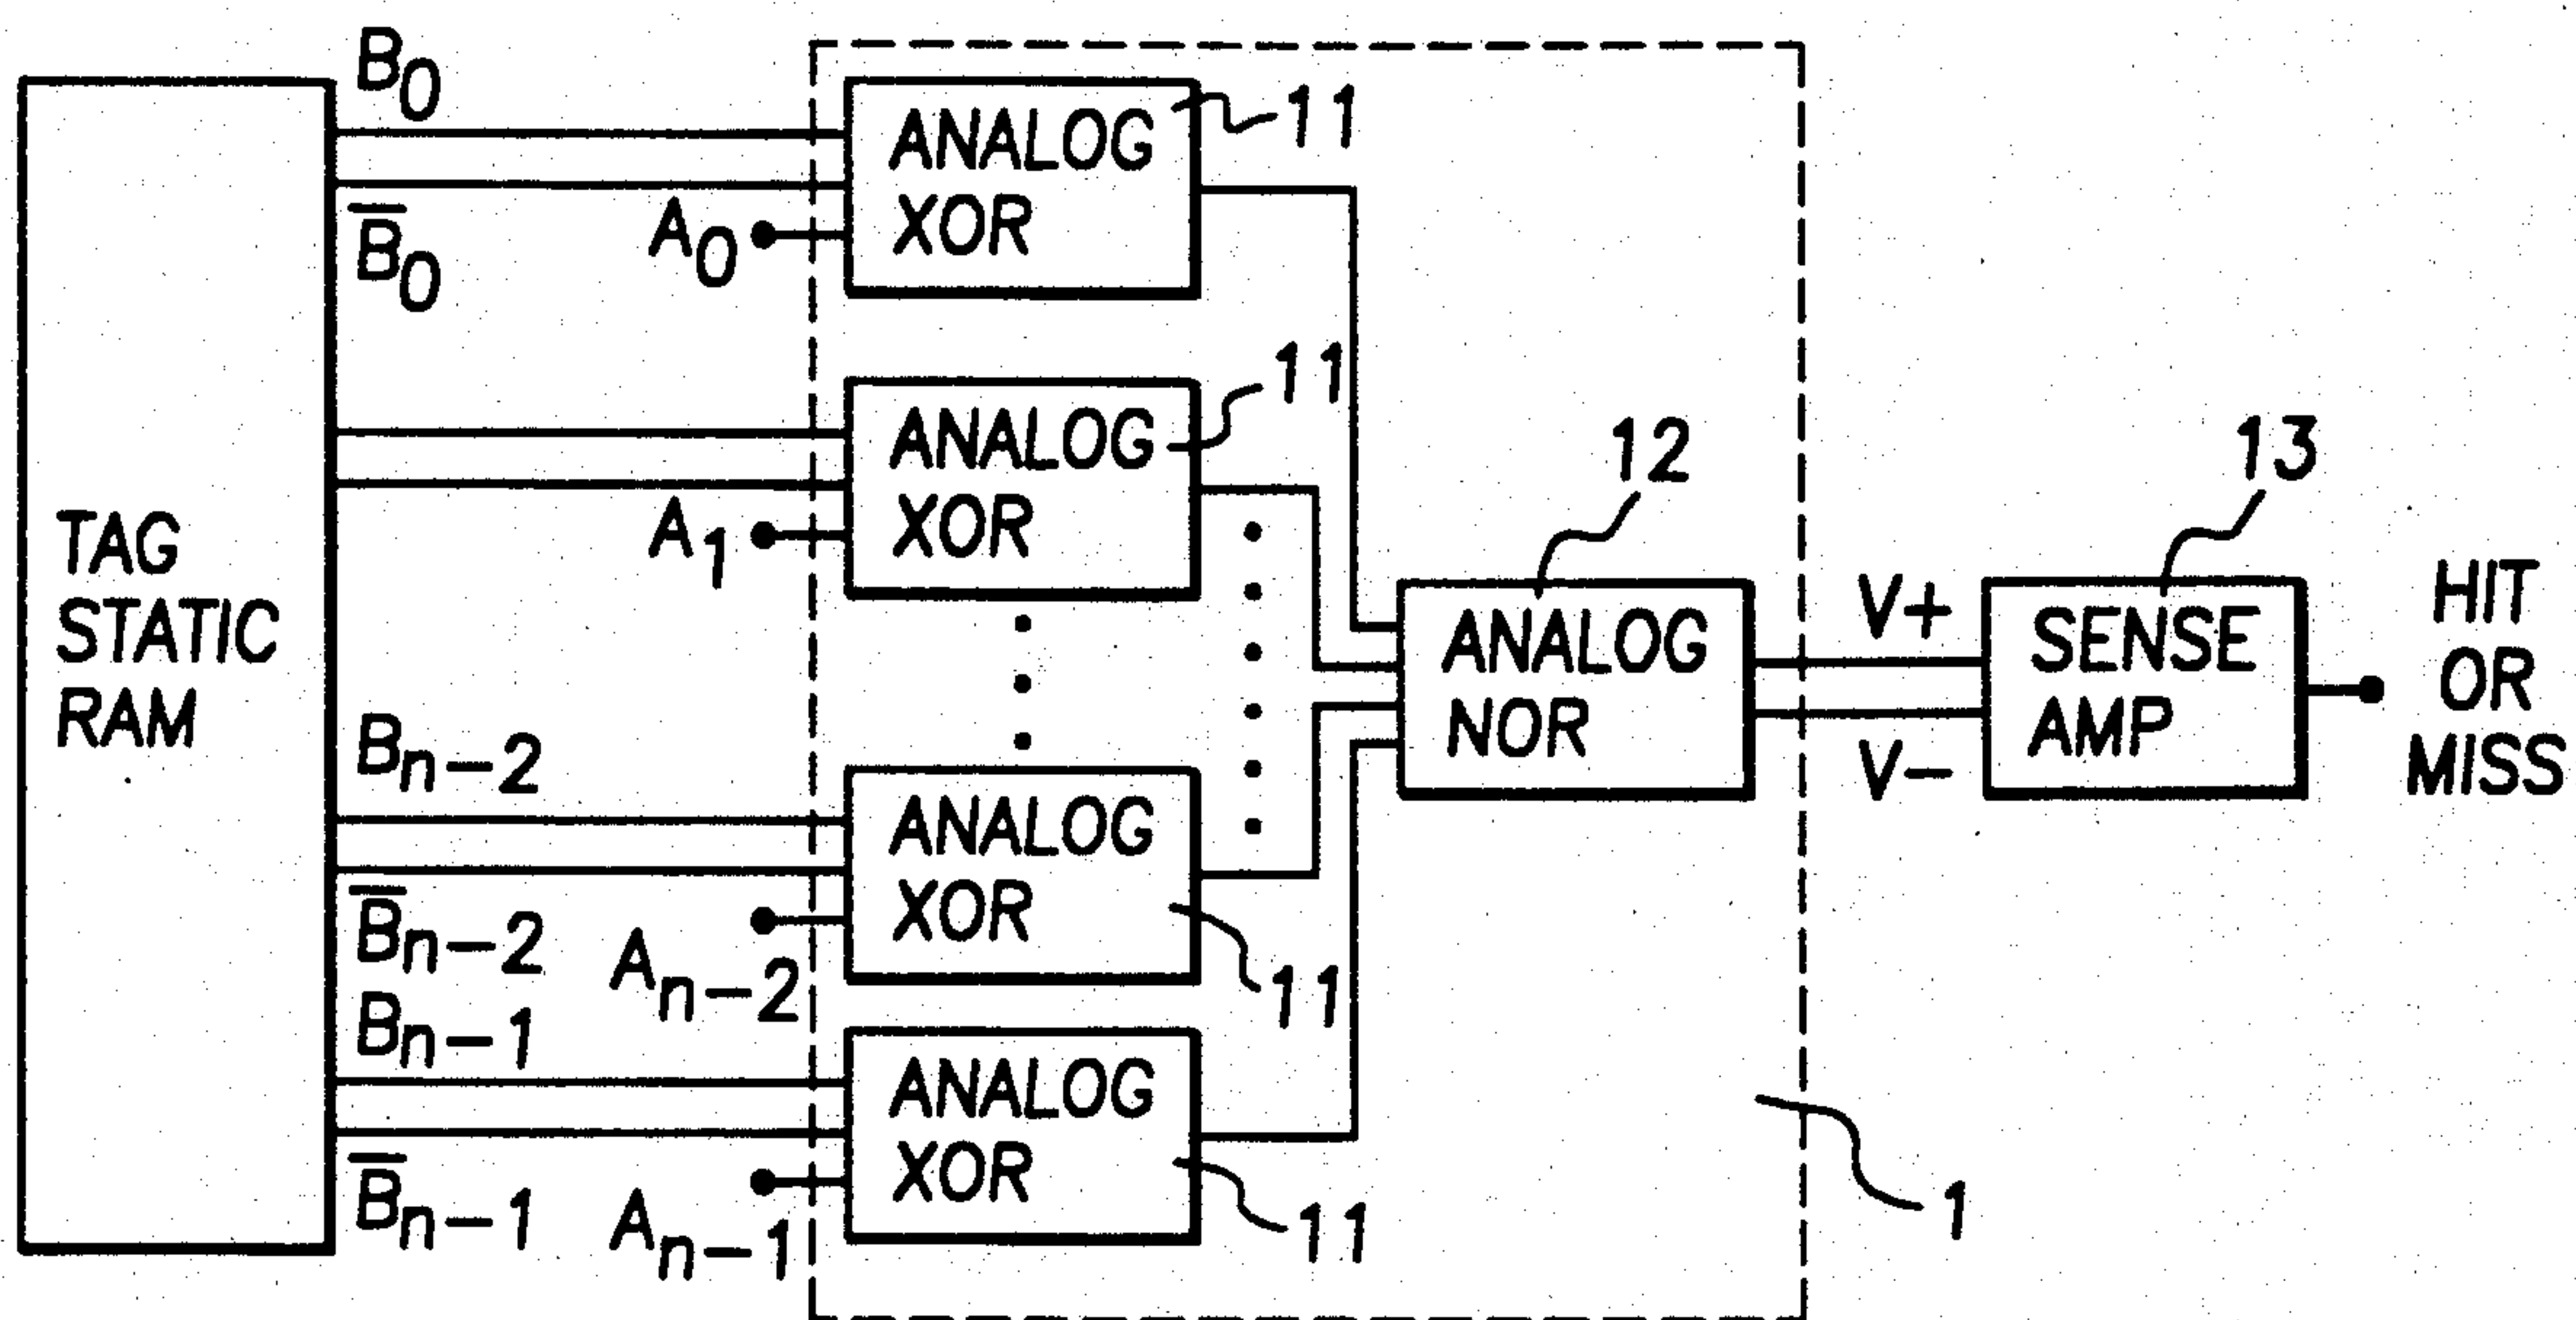 TAG
STATIC
RAM
B0
B̅0
A0
ANALOG
XOR
11
A1
ANALOG
XOR
11
Bn-2
B̅n-2
An-2
ANALOG
XOR
11
Bn-1
B̅n-1
An-1
ANALOG
XOR
11
12
ANALOG
NOR
1
V+
V-
13
SENSE
AMP
HIT
OR
MISS